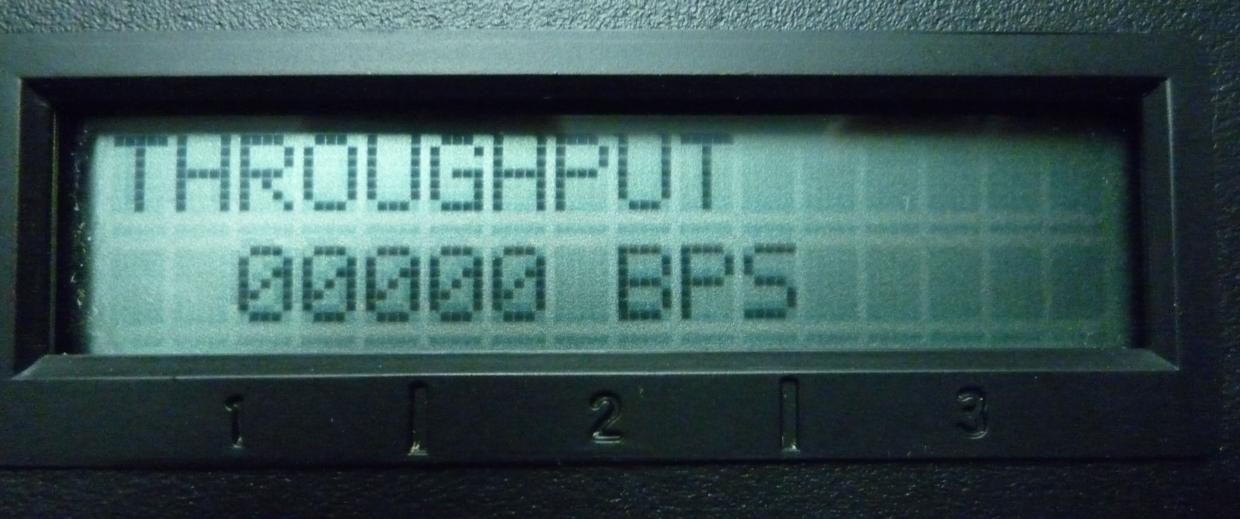 THROUGHPUT
00000 BPS
1 2 3